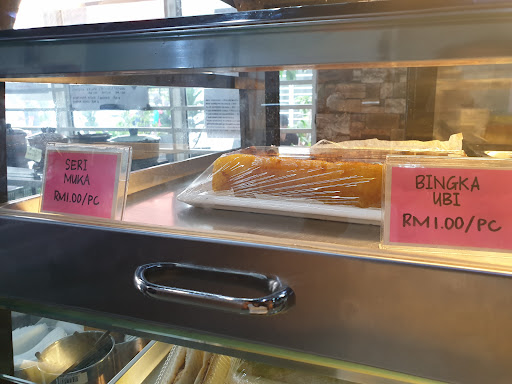 SERI
MUKA
RM1.00/PC
BINGKA
UBI
RM1.00/PC